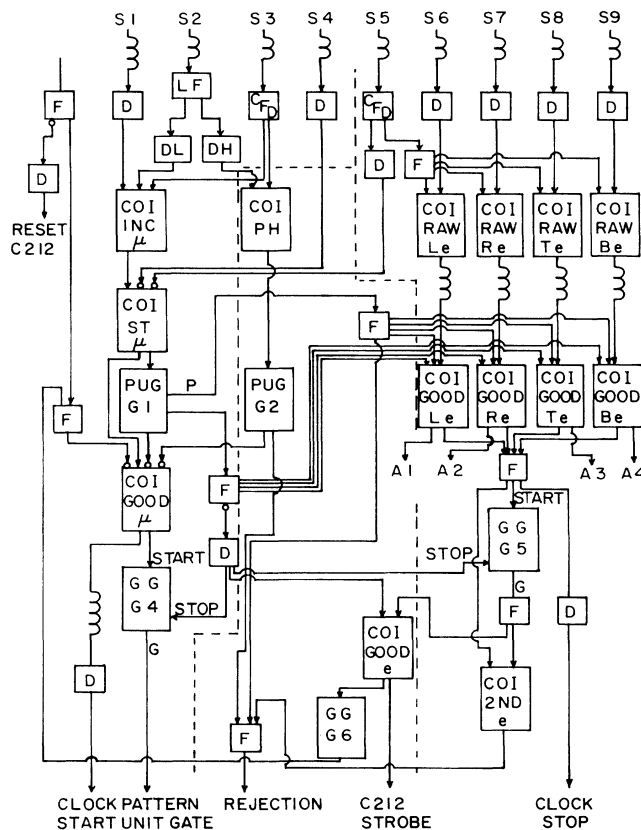 S1 S2 S3 S4 S5 S6 S7 S8 S9
LF
F D CFD D CFD D D D D
DL DH D F
D
RESET
C212
COI
INC
μ
COI
PH
COI
RAW
Le
COI
RAW
Re
COI
RAW
Te
COI
RAW
Be
COI
ST
μ
F
PUG
G1
P
PUG
G2
COI
GOOD
Le
COI
GOOD
Re
COI
GOOD
Te
COI
GOOD
Be
F
A1 A2 A3 A4
COI
GOOD
μ
F
F
START
D
START
GG
G5
STOP
GG
G4
STOP
G
G
F
D
COI
GOOD
e
D
COI
2ND
e
GG
G6
F
CLOCK PATTERN REJECTION C212 CLOCK
START UNIT GATE STROBE STOP